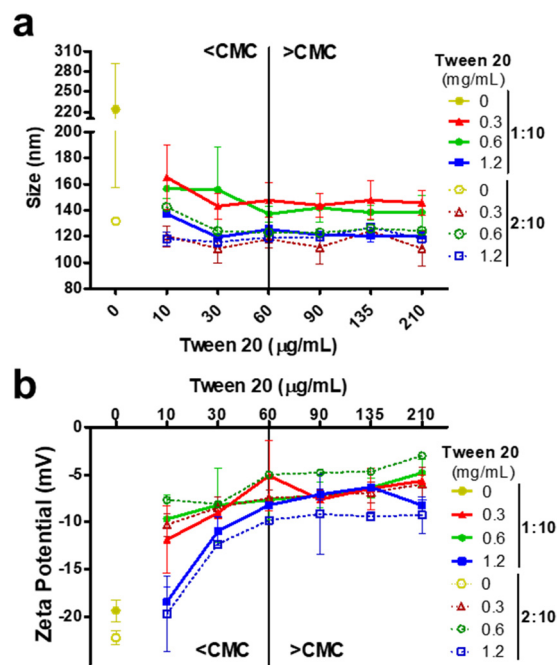 a
<CMC >CMC
310
280
250
220
200
180
160
140
120
100
80
Size (nm)
0 10 30 60 90 135 210
Tween 20 (µg/mL)
Tween 20
(mg/mL)
0
0.3
0.6
1.2
1:10
0
0.3
0.6
1.2
2:10
b
Tween 20 (µg/mL)
0 10 30 60 90 135 210
0
-5
-10
-15
-20
Zeta Potential (mV)
<CMC >CMC
Tween 20
(mg/mL)
0
0.3
0.6
1.2
1:10
0
0.3
0.6
1.2
2:10